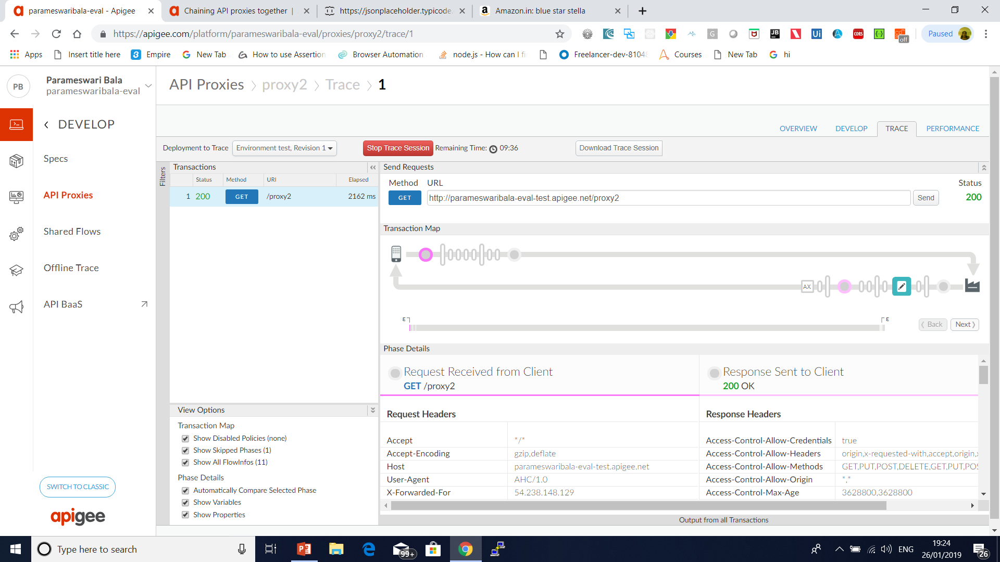 parameswaribala-eval - Apigee
Chaining API proxies together |
https://jsonplaceholder.typicode.
Amazon.in: blue star stella
https://apigee.com/platform/parameswaribala-eval/proxies/proxy2/trace/1
off
Paused
Apps
Insert title here
Empire
New Tab
How to use Assertion
Browser Automation
node.js - How can I fi
Freelancer-dev-81048
Courses
New Tab
hi
PB
Parameswari Bala
parameswaribala-eval
API Proxies > proxy2 > Trace > 1
DEVELOP
Specs
API Proxies
Shared Flows
Offline Trace
API BaaS
SWITCH TO CLASSIC
apigee
OVERVIEW
DEVELOP
TRACE
PERFORMANCE
Deployment to Trace
Environment test, Revision 1
Stop Trace Session
Remaining Time: 09:36
Download Trace Session
Filters
Transactions
Status Method URI Elapsed
1 200 GET /proxy2 2162 ms
Send Requests
Method URL Status
GET http://parameswaribala-eval-test.apigee.net/proxy2 Send 200
Transaction Map
AX
ε ε
Back
Next
Phase Details
Request Received from Client
GET /proxy2
Response Sent to Client
200 OK
Request Headers
Accept */*
Accept-Encoding gzip,deflate
Host parameswaribala-eval-test.apigee.net
User-Agent AHC/1.0
X-Forwarded-For 54.238.148.129
Response Headers
Access-Control-Allow-Credentials true
Access-Control-Allow-Headers origin,x-requested-with,accept,origin,x
Access-Control-Allow-Methods GET,PUT,POST,DELETE,GET,PUT,POS
Access-Control-Allow-Origin *,*
Access-Control-Max-Age 3628800,3628800
Output from all Transactions
View Options
Transaction Map
Show Disabled Policies (none)
Show Skipped Phases (1)
Show All FlowInfos (11)
Phase Details
Automatically Compare Selected Phase
Show Variables
Show Properties
Type here to search
99+
ENG
19:24
26/01/2019
26